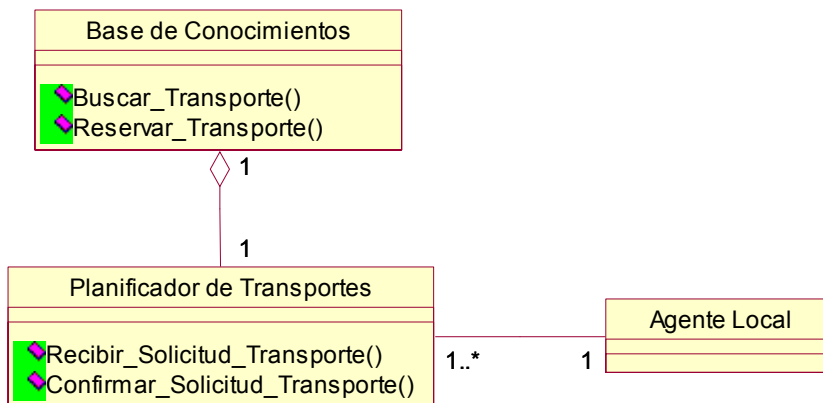 Base de Conocimientos
Buscar_Transporte()
Reservar_Transporte()
1
1
Planificador de Transportes
Recibir_Solicitud_Transporte()
Confirmar_Solicitud_Transporte()
1..*
1
Agente Local